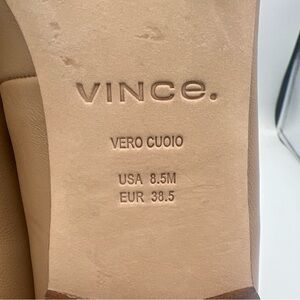 VINCE.
VERO CUOIO
USA 8.5M
EUR 38.5